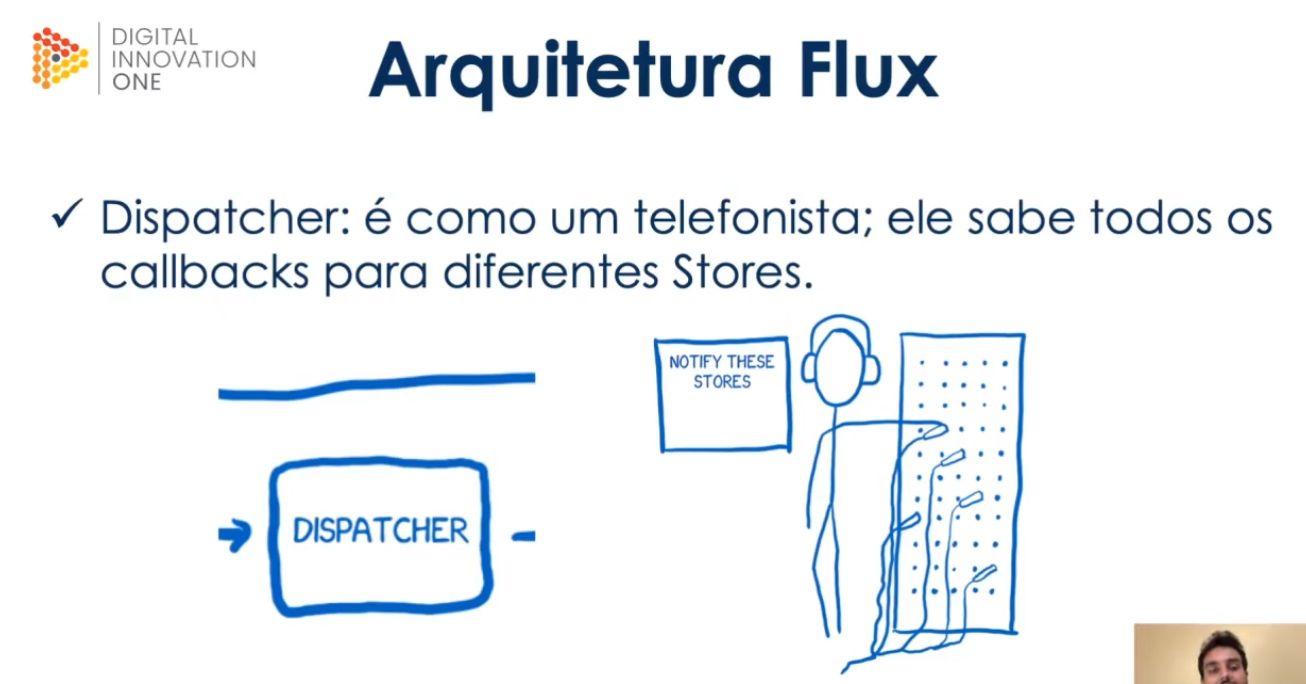 DIGITAL
INNOVATION
ONE
Arquitetura Flux
✓ Dispatcher: é como um telefonista; ele sabe todos os
callbacks para diferentes Stores.
NOTIFY THESE
STORES
DISPATCHER